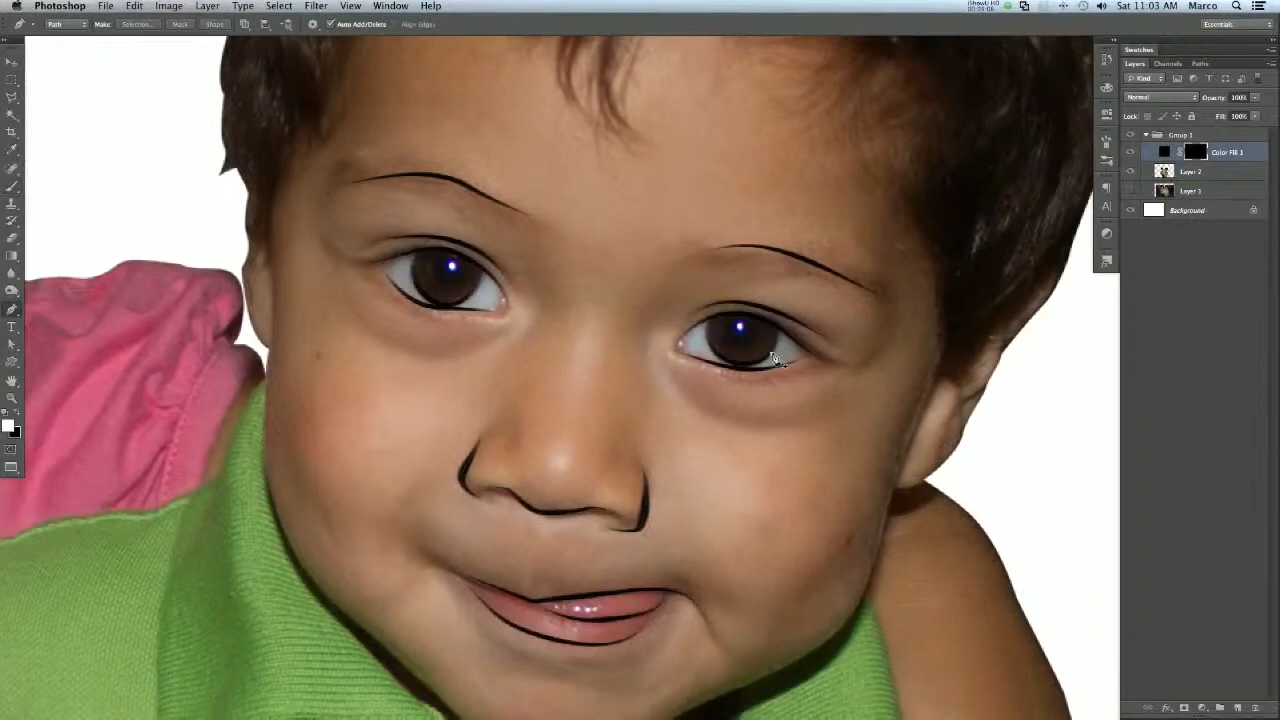 Photoshop File Edit Image Layer Type Select Filter View Window Help iShowU HD Sat 11:03 AM Marco
Path Make: Selection... Mask Shape Auto Add/Delete Align Edges Essentials
Swatches
Layers Channels Paths
Kind
Normal Opacity: 100%
Lock: Fill: 100%
Group 1
Color Fill 1
Layer 2
Layer 1
Background